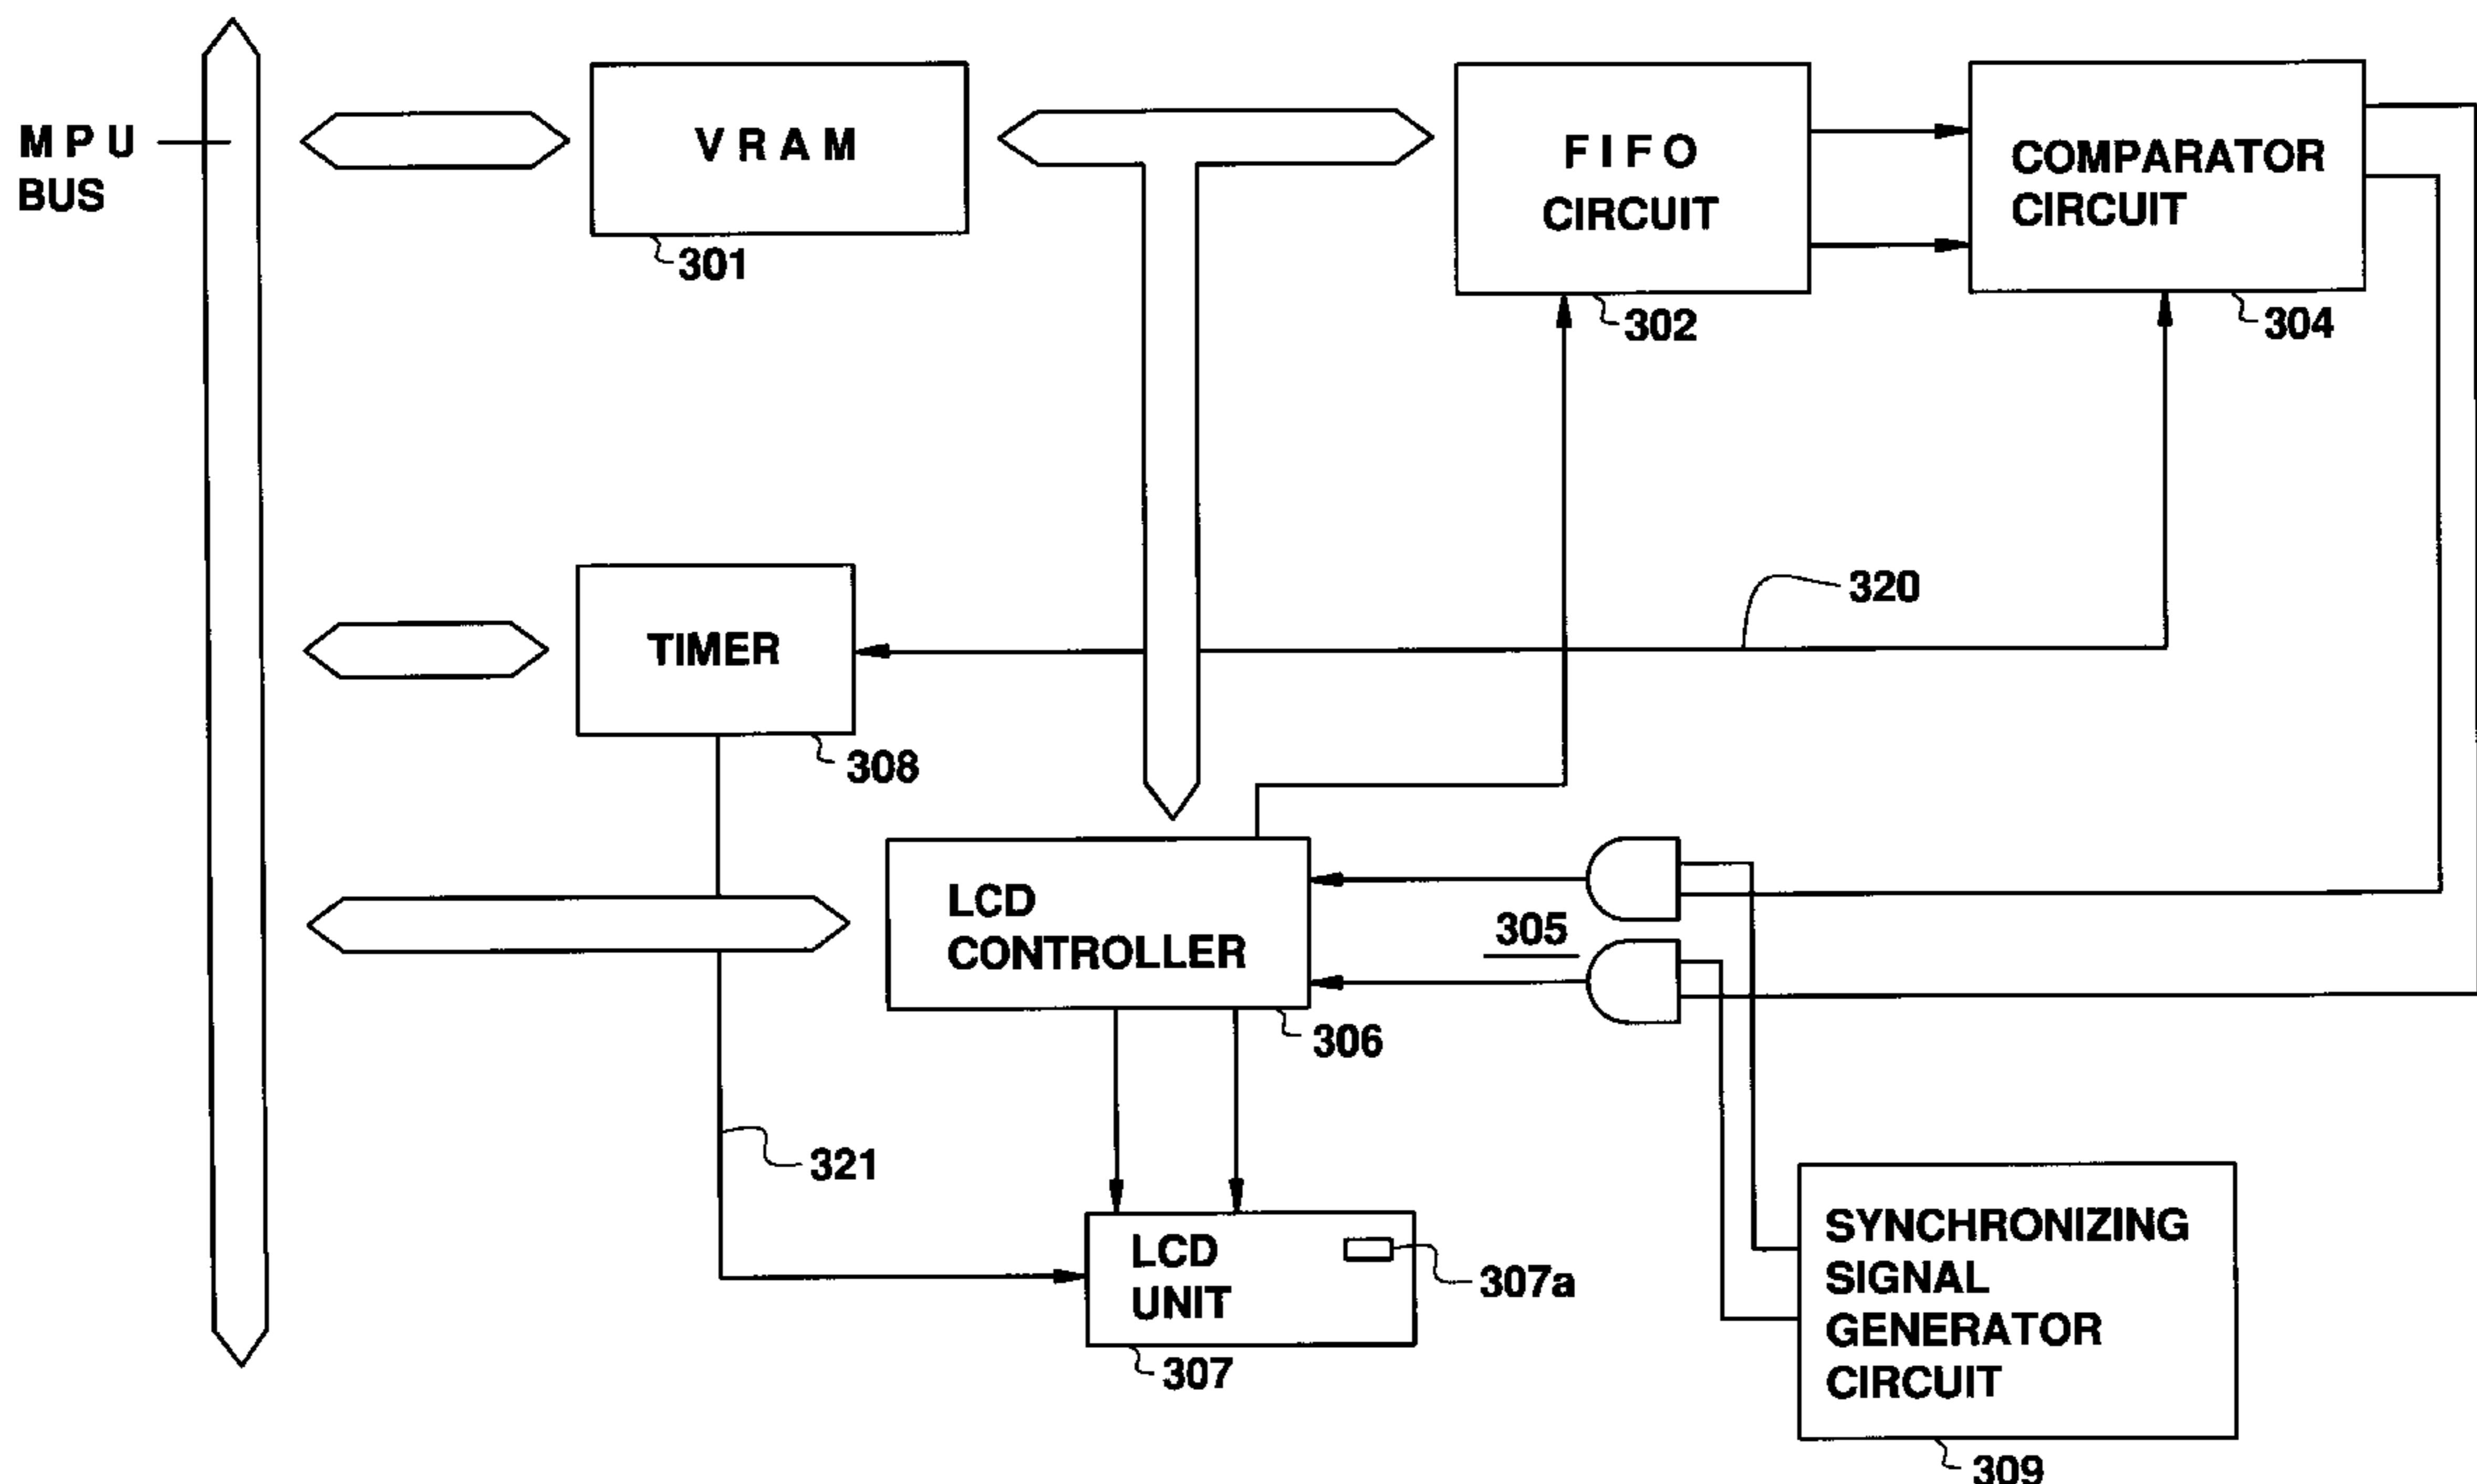 MPU
BUS
VRAM
301
FIFO
CIRCUIT
302
COMPARATOR
CIRCUIT
304
320
TIMER
308
LCD
CONTROLLER
306
305
321
LCD
UNIT
307a
307
SYNCHRONIZING
SIGNAL
GENERATOR
CIRCUIT
309